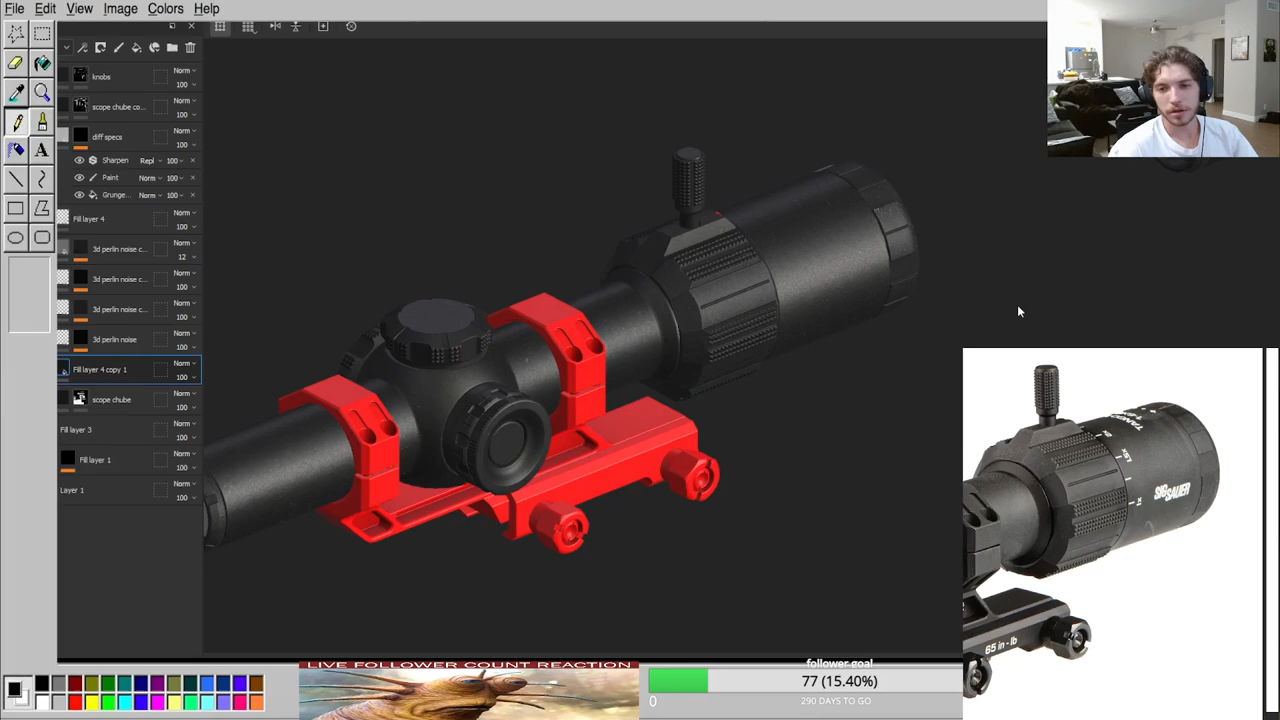 File Edit View Image Colors Help
knobs
Norm
100
scope chube co...
Norm
100
diff specs
Norm
12
Sharpen Repl 100
Paint Norm 100
Grunge... Norm 100
Fill layer 4
Norm
100
3d perlin noise c...
Norm
12
3d perlin noise c...
Norm
100
3d perlin noise c...
Norm
100
3d perlin noise
Norm
100
Fill layer 4 copy 1
Norm
100
scope chube
Norm
100
Fill layer 3
Norm
100
Fill layer 1
Norm
100
Layer 1
Norm
100
A
SIG SAUER
65 in - lb
LIVE FOLLOWER COUNT REACTION
follower goal
77 (15.40%)
0
290 DAYS TO GO